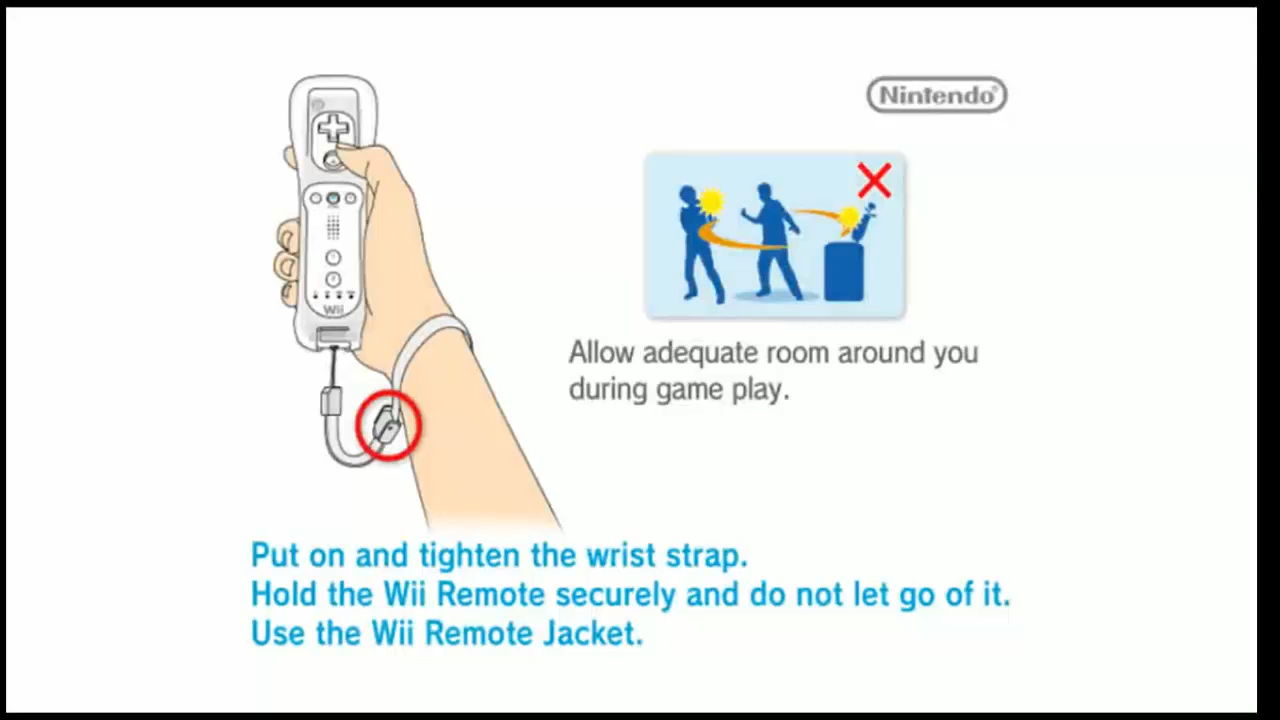 Nintendo®
Wii
Allow adequate room around you
during game play.
Put on and tighten the wrist strap.
Hold the Wii Remote securely and do not let go of it.
Use the Wii Remote Jacket.